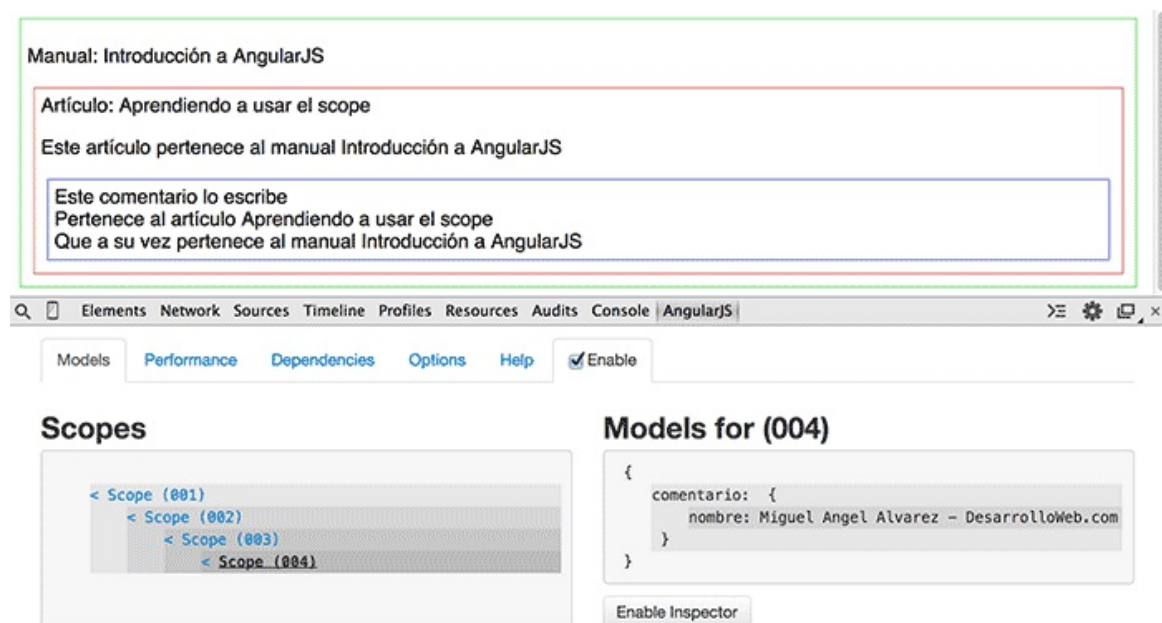 Manual: Introducción a AngularJS
Artículo: Aprendiendo a usar el scope
Este artículo pertenece al manual Introducción a AngularJS
Este comentario lo escribe
Pertenece al artículo Aprendiendo a usar el scope
Que a su vez pertenece al manual Introducción a AngularJS
Elements Network Sources Timeline Profiles Resources Audits Console AngularJS
Models Performance Dependencies Options Help Enable
Scopes
< Scope (001)
< Scope (002)
< Scope (003)
< Scope (004)
Models for (004)
{
comentario: {
nombre: Miguel Angel Alvarez – DesarrolloWeb.com
}
}
Enable Inspector